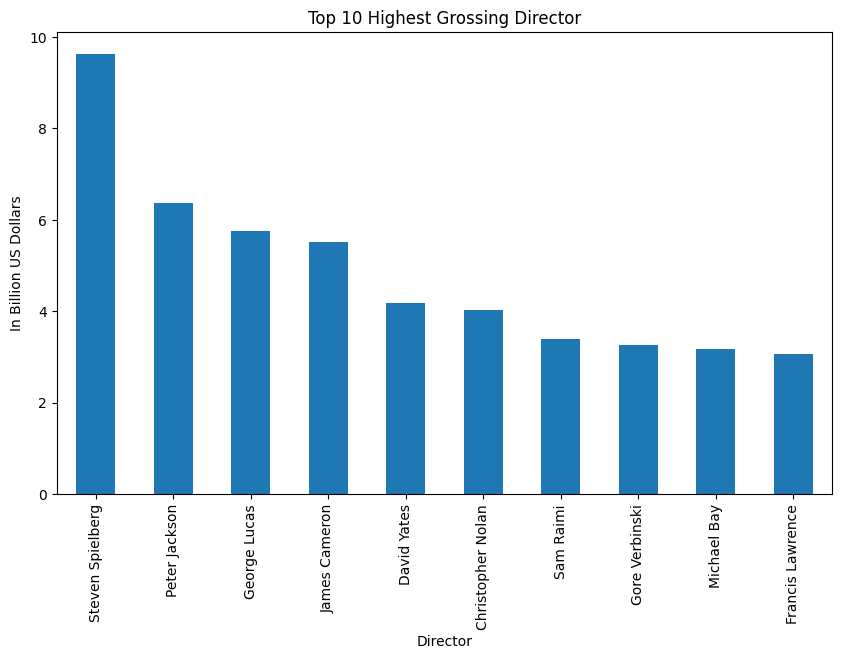 Top 10 Highest Grossing Director
In Billion US Dollars
10
8
6
4
2
0
Steven Spielberg
Peter Jackson
George Lucas
James Cameron
David Yates
Christopher Nolan
Sam Raimi
Gore Verbinski
Michael Bay
Francis Lawrence
Director